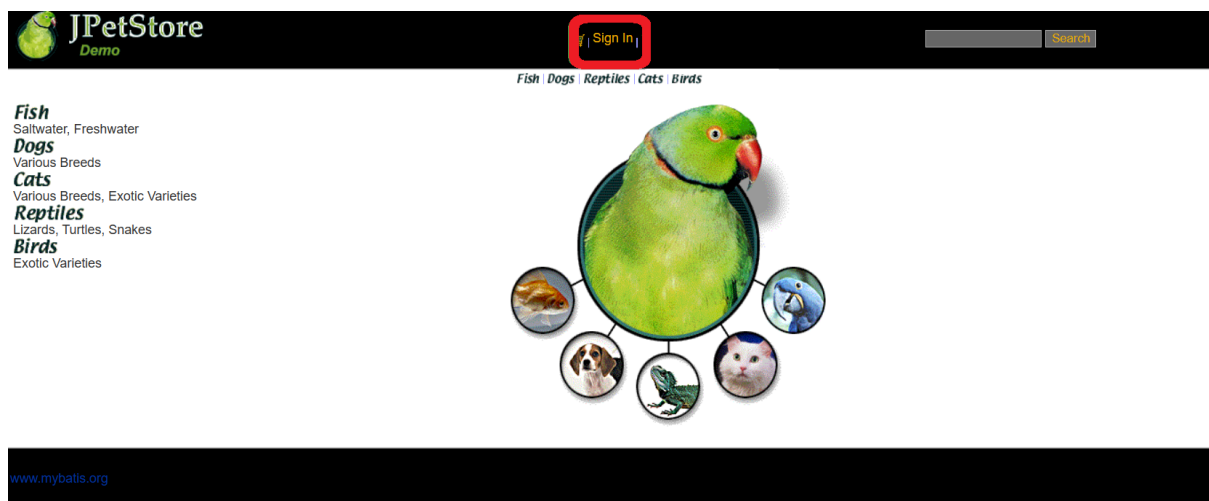 JPetStore
Demo
| Sign In |
Search
Fish | Dogs | Reptiles | Cats | Birds
Fish
Saltwater, Freshwater
Dogs
Various Breeds
Cats
Various Breeds, Exotic Varieties
Reptiles
Lizards, Turtles, Snakes
Birds
Exotic Varieties
www.mybatis.org